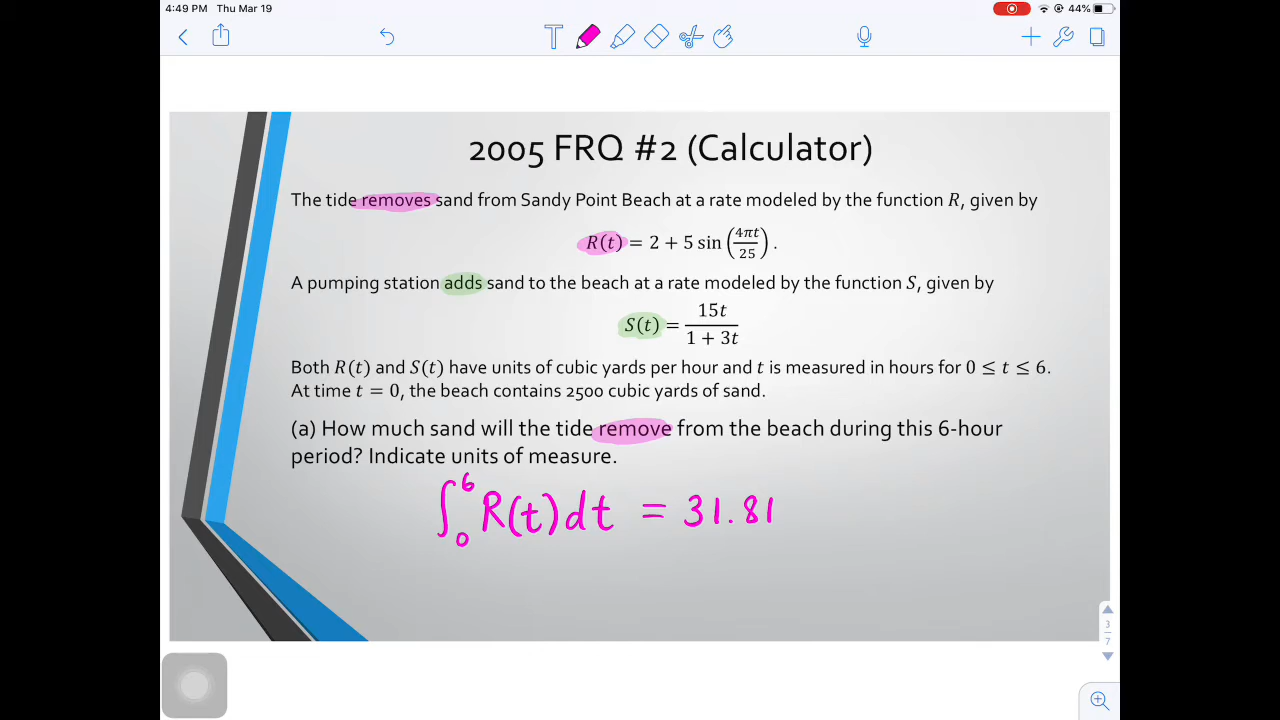 4:49 PM Thu Mar 19
44%
T
2005 FRQ #2 (Calculator)
The tide removes sand from Sandy Point Beach at a rate modeled by the function R, given by
R(t) = 2 + 5 sin (4πt/25) .
A pumping station adds sand to the beach at a rate modeled by the function S, given by
S(t) = 15t/(1 + 3t)
Both R(t) and S(t) have units of cubic yards per hour and t is measured in hours for 0 ≤ t ≤ 6.
At time t = 0, the beach contains 2500 cubic yards of sand.
(a) How much sand will the tide remove from the beach during this 6-hour
period? Indicate units of measure.
∫₀⁶ R(t)dt = 31.81
3
7